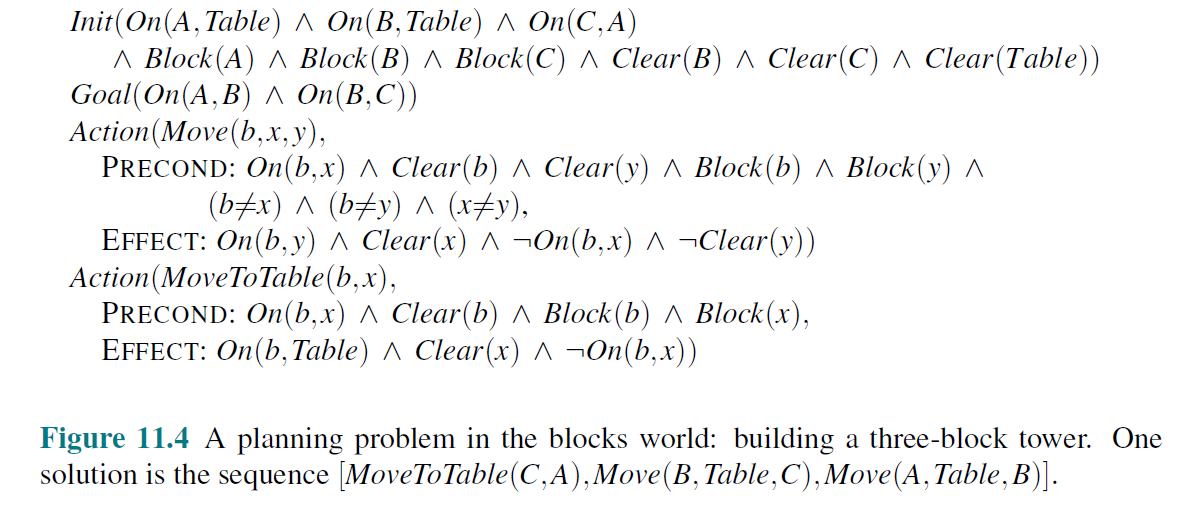 Init(On(A, Table) ∧ On(B, Table) ∧ On(C, A)
∧ Block(A) ∧ Block(B) ∧ Block(C) ∧ Clear(B) ∧ Clear(C) ∧ Clear(Table))
Goal(On(A, B) ∧ On(B, C))
Action(Move(b, x, y),
PRECOND: On(b, x) ∧ Clear(b) ∧ Clear(y) ∧ Block(b) ∧ Block(y) ∧
(b≠x) ∧ (b≠y) ∧ (x≠y),
EFFECT: On(b, y) ∧ Clear(x) ∧ ¬On(b, x) ∧ ¬Clear(y))
Action(MoveToTable(b, x),
PRECOND: On(b, x) ∧ Clear(b) ∧ Block(b) ∧ Block(x),
EFFECT: On(b, Table) ∧ Clear(x) ∧ ¬On(b, x))
Figure 11.4 A planning problem in the blocks world: building a three-block tower. One
solution is the sequence [MoveToTable(C, A), Move(B, Table, C), Move(A, Table, B)].